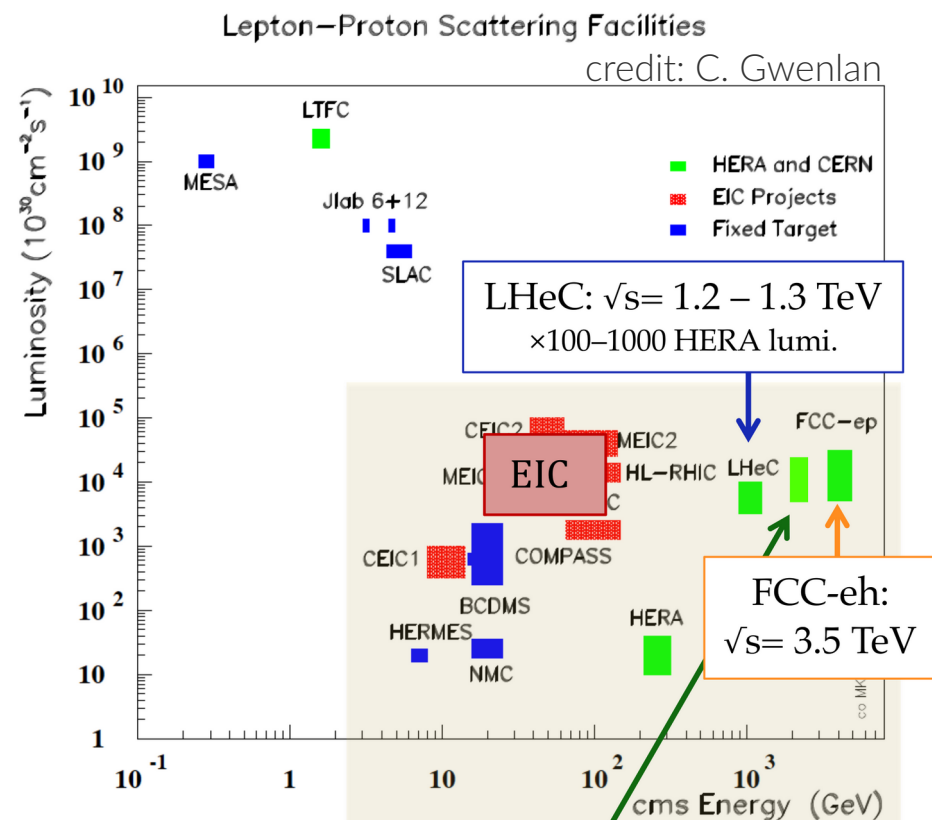 Lepton-Proton Scattering Facilities
credit: C. Gwenlan
Luminosity (10³⁰cm⁻²s⁻¹)
10¹⁰
10⁹
10⁸
10⁷
10⁶
10⁵
10⁴
10³
10²
10
1
LTFC
MESA
Jlab 6+12
SLAC
HERA and CERN
EIC Projects
Fixed Target
LHeC: √s= 1.2 – 1.3 TeV
×100–1000 HERA lumi.
CEIC2
MEIC2
FCC-ep
MEIC
EIC
HL-RHIC
LHeC
C
CEIC1
COMPASS
BCDMS
FCC-eh:
√s= 3.5 TeV
HERMES
HERA
NMC
co MK
10⁻¹
1
10
10²
10³
cms Energy (GeV)